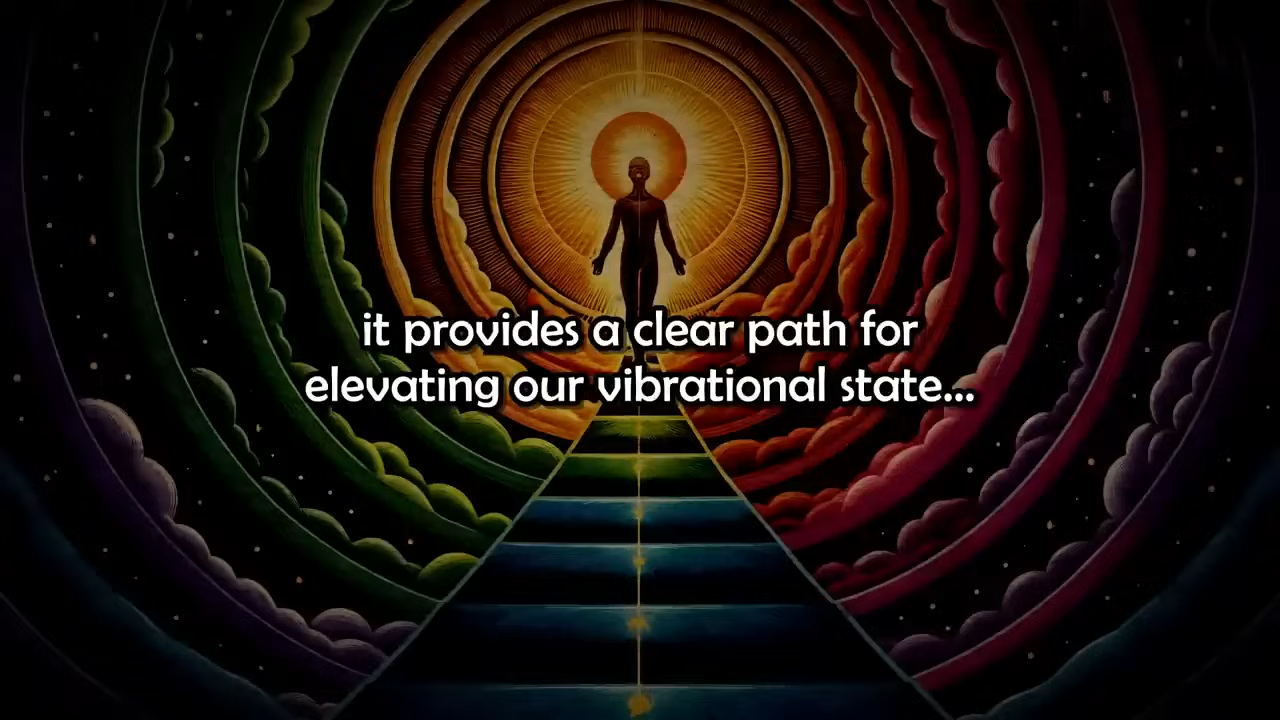 it provides a clear path for
elevating our vibrational state...